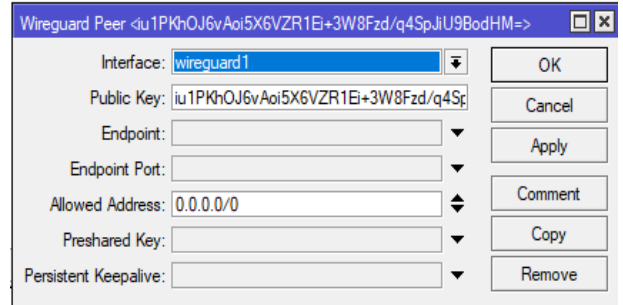 Wireguard Peer <iu1PKhOJ6vAoi5X6VZR1Ei+3W8Fzd/q4SpJiU9BodHM=>
Interface: wireguard1
OK
Public Key: iu1PKhOJ6vAoi5X6VZR1Ei+3W8Fzd/q4Sp
Cancel
Endpoint:
Apply
Endpoint Port:
Allowed Address: 0.0.0.0/0
Comment
Preshared Key:
Copy
Persistent Keepalive:
Remove